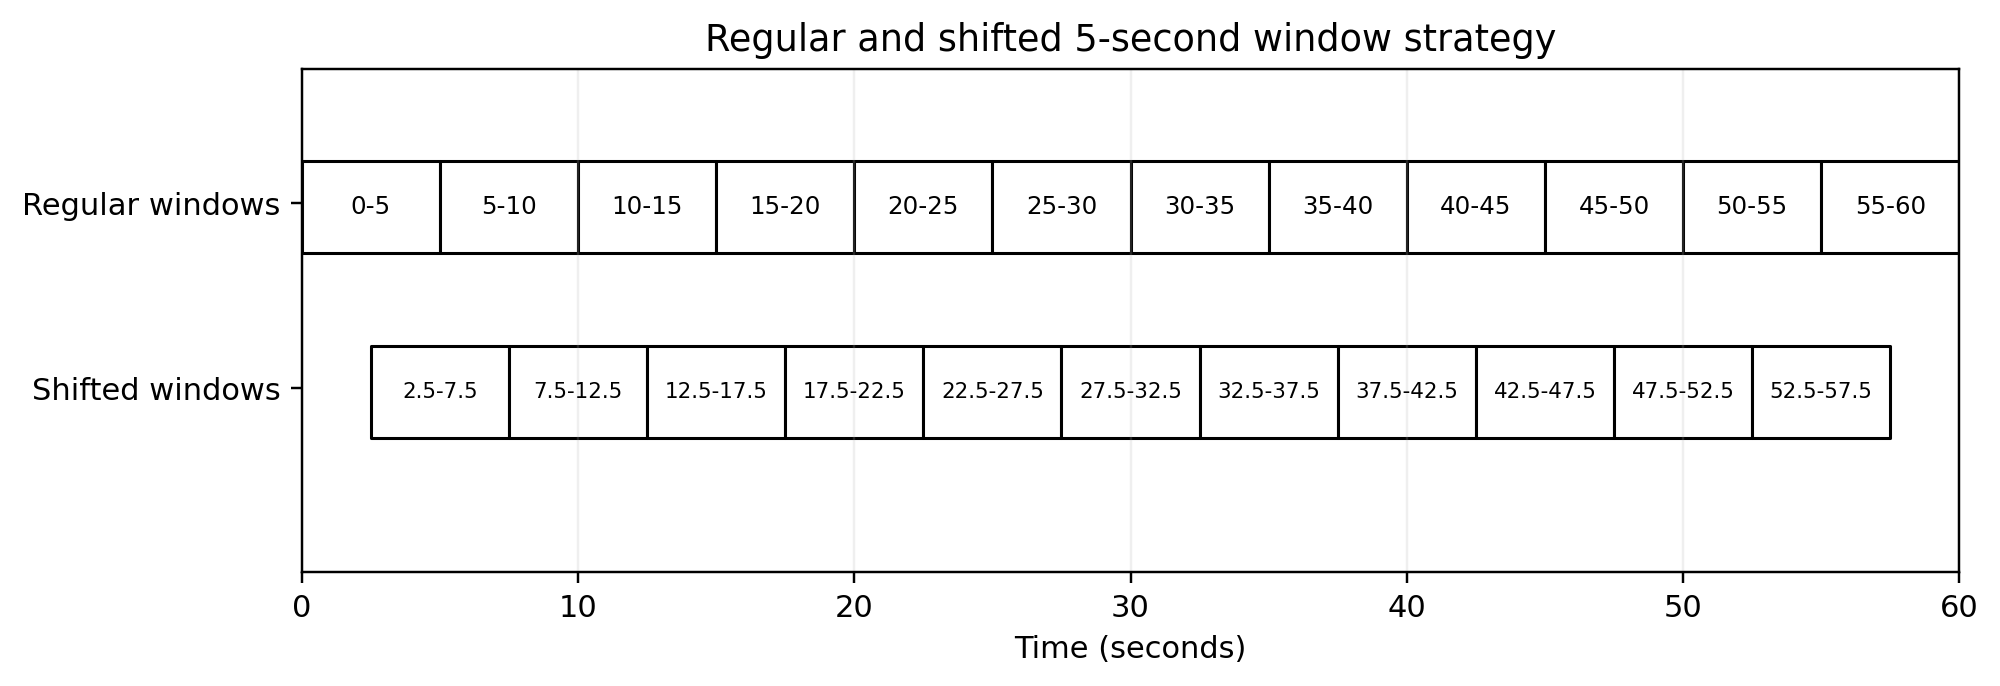 Regular and shifted 5-second window strategy
Regular windows
0-5 5-10 10-15 15-20 20-25 25-30 30-35 35-40 40-45 45-50 50-55 55-60
Shifted windows
2.5-7.5 7.5-12.5 12.5-17.5 17.5-22.5 22.5-27.5 27.5-32.5 32.5-37.5 37.5-42.5 42.5-47.5 47.5-52.5 52.5-57.5
0 10 20 30 40 50 60
Time (seconds)